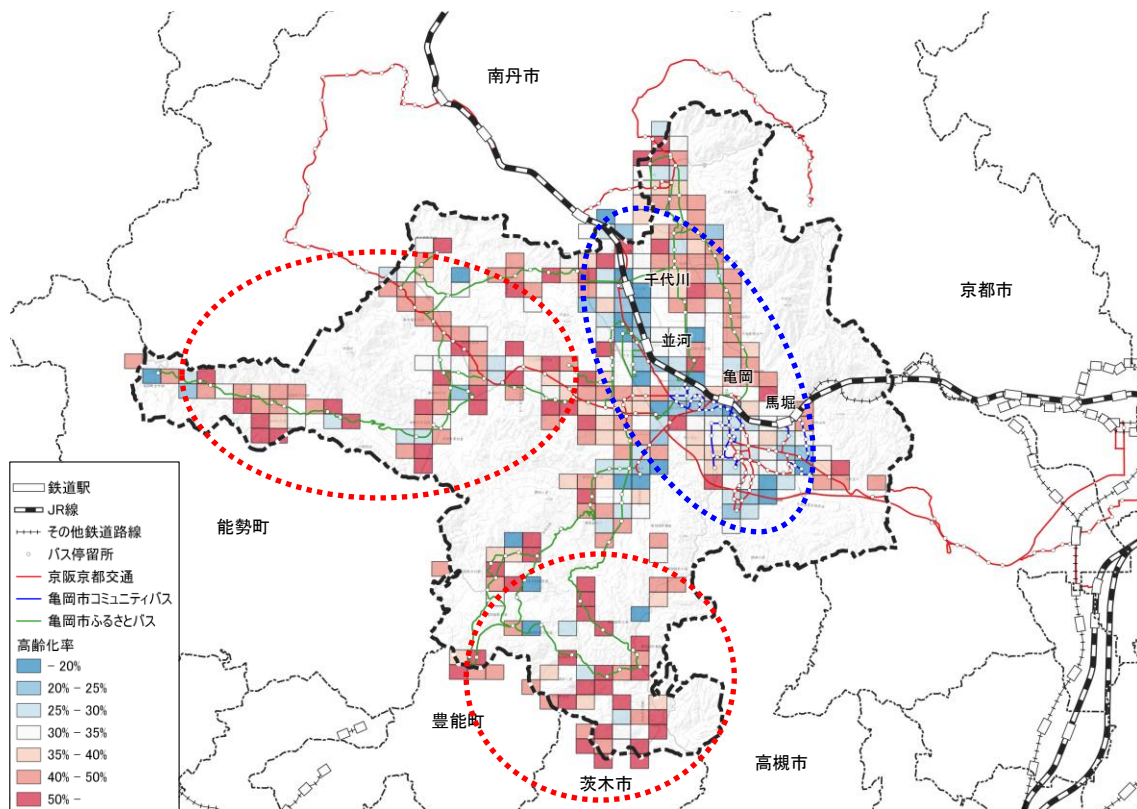 南丹市
京都市
千代川
並河
亀岡
馬堀
能勢町
豊能町
茨木市
高槻市
鉄道駅
JR線
その他鉄道路線
バス停留所
京阪京都交通
亀岡市コミュニティバス
亀岡市ふるさとバス
高齢化率
- 20%
20% - 25%
25% - 30%
30% - 35%
35% - 40%
40% - 50%
50% -